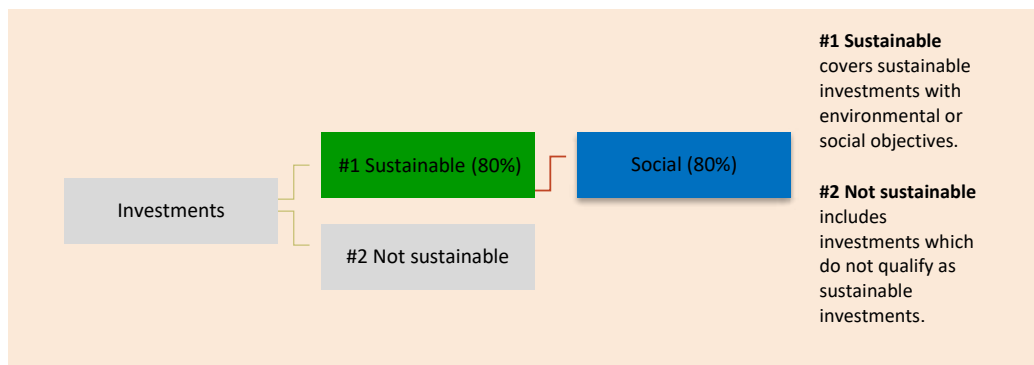 Investments
#1 Sustainable (80%)
#2 Not sustainable
Social (80%)
#1 Sustainable
covers sustainable
investments with
environmental or
social objectives.
#2 Not sustainable
includes
investments which
do not qualify as
sustainable
investments.